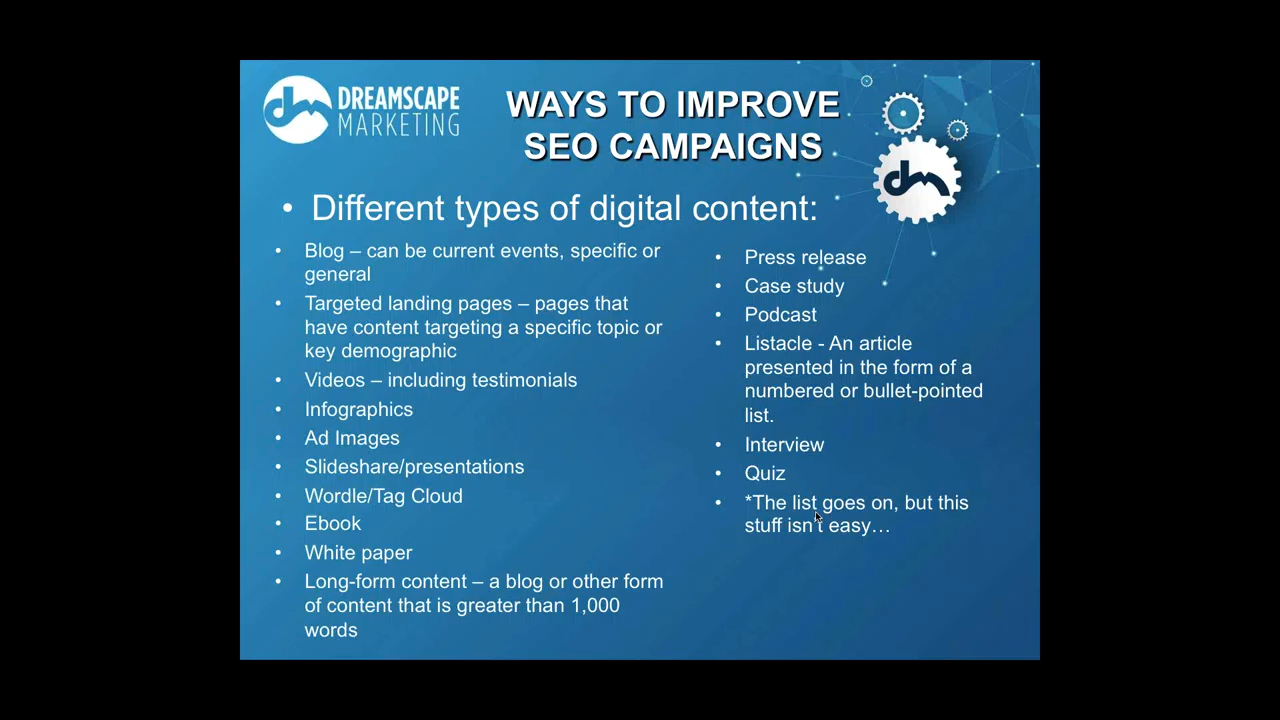 DREAMSCAPE
MARKETING
WAYS TO IMPROVE
SEO CAMPAIGNS
dm
dm
• Different types of digital content:
• Blog – can be current events, specific or
general
• Targeted landing pages – pages that
have content targeting a specific topic or
key demographic
• Videos – including testimonials
• Infographics
• Ad Images
• Slideshare/presentations
• Wordle/Tag Cloud
• Ebook
• White paper
• Long-form content – a blog or other form
of content that is greater than 1,000
words
• Press release
• Case study
• Podcast
• Listacle - An article
presented in the form of a
numbered or bullet-pointed
list.
• Interview
• Quiz
• *The list goes on, but this
stuff isn't easy…